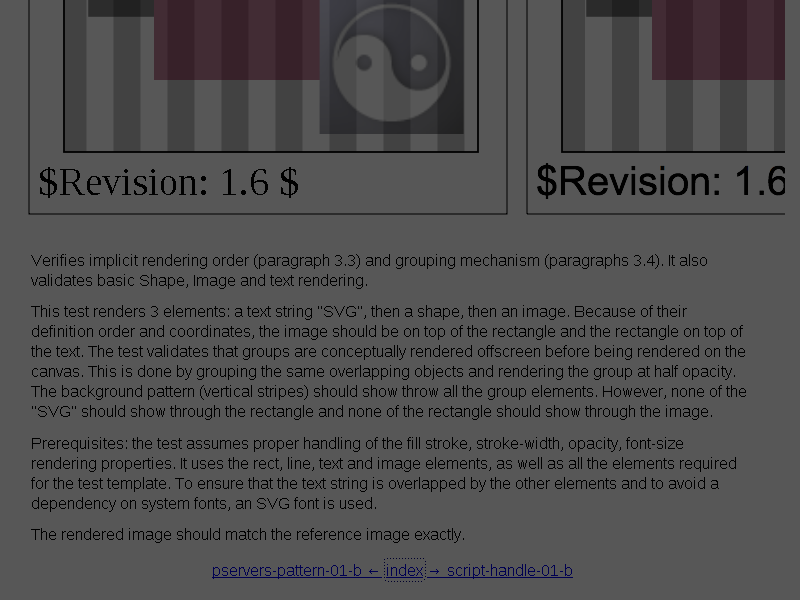 $Revision: 1.6 $
$Revision: 1.6
Verifies implicit rendering order (paragraph 3.3) and grouping mechanism (paragraphs 3.4). It also
validates basic Shape, Image and text rendering.
This test renders 3 elements: a text string "SVG", then a shape, then an image. Because of their
definition order and coordinates, the image should be on top of the rectangle and the rectangle on top of
the text. The test validates that groups are conceptually rendered offscreen before being rendered on the
canvas. This is done by grouping the same overlapping objects and rendering the group at half opacity.
The background pattern (vertical stripes) should show throw all the group elements. However, none of the
"SVG" should show through the rectangle and none of the rectangle should show through the image.
Prerequisites: the test assumes proper handling of the fill stroke, stroke-width, opacity, font-size
rendering properties. It uses the rect, line, text and image elements, as well as all the elements required
for the test template. To ensure that the text string is overlapped by the other elements and to avoid a
dependency on system fonts, an SVG font is used.
The rendered image should match the reference image exactly.
pservers-pattern-01-b ← index → script-handle-01-b